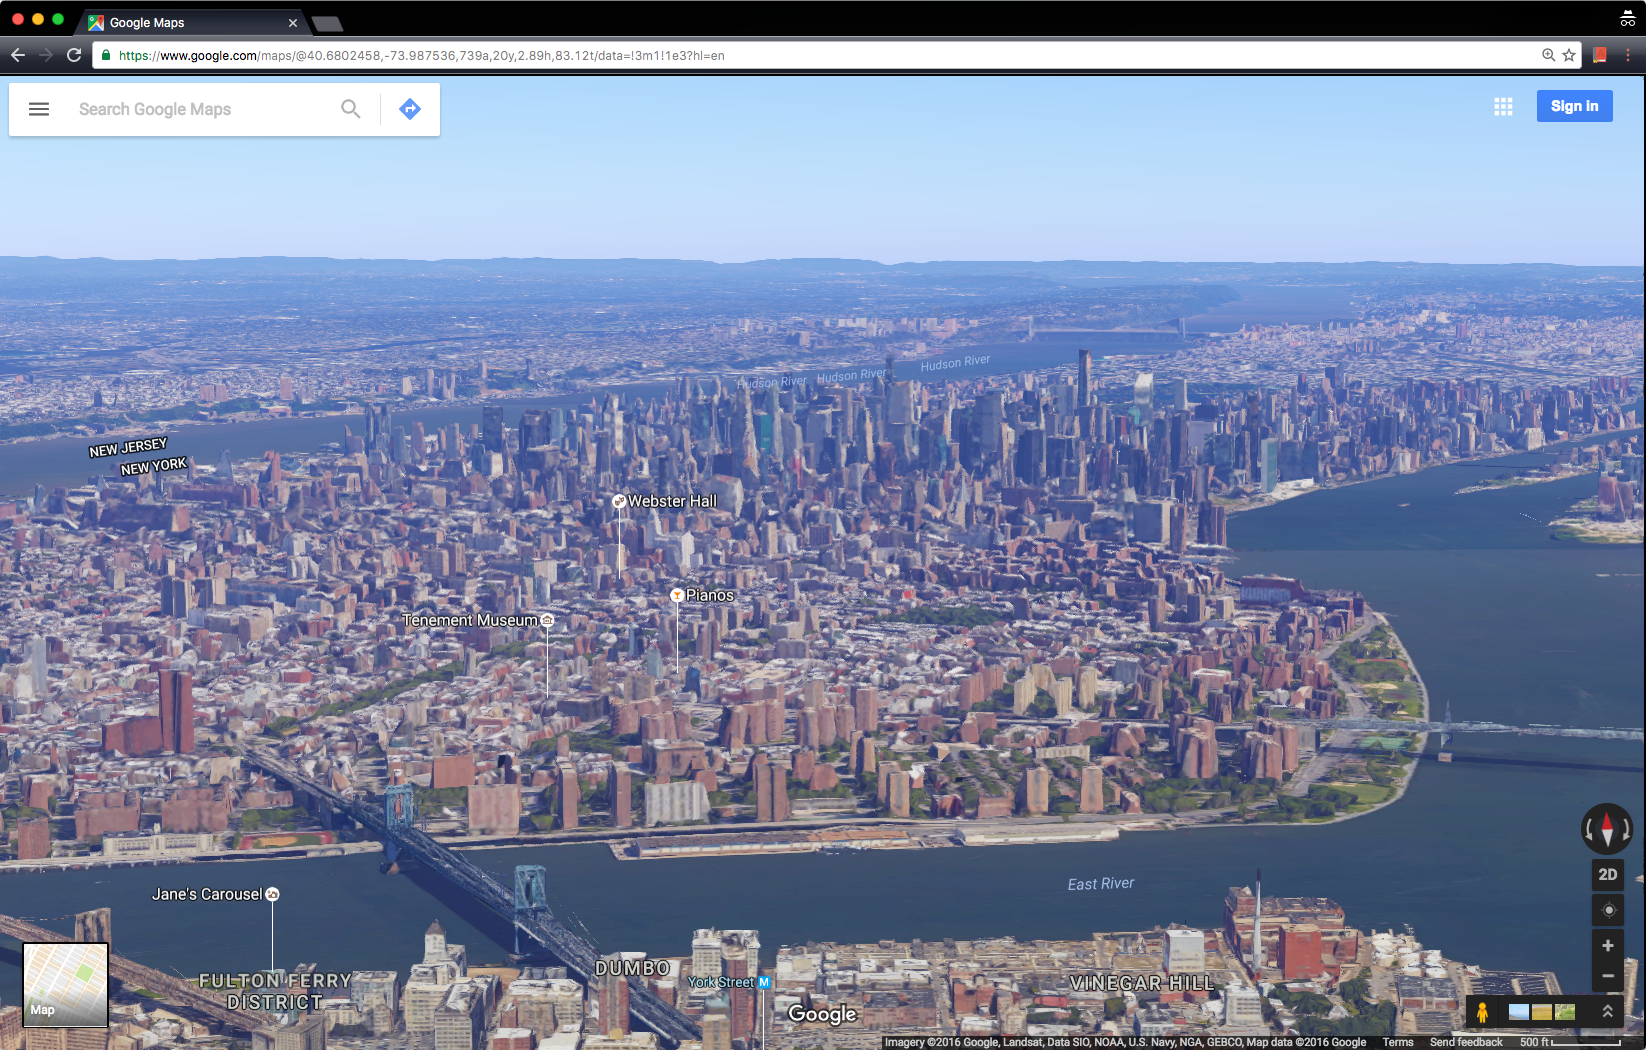 Google Maps
https://www.google.com/maps/@40.6802458,-73.987536,739a,20y,2.89h,83.12t/data=!3m1!1e3?hl=en
Search Google Maps
Sign in
Hudson River
Hudson River
Hudson River
NEW JERSEY
NEW YORK
Webster Hall
Pianos
Tenement Museum
East River
Jane's Carousel
2D
DUMBO
FULTON FERRY
DISTRICT
York Street M
VINEGAR HILL
Map
Google
Imagery ©2016 Google, Landsat, Data SIO, NOAA, U.S. Navy, NGA, GEBCO, Map data ©2016 Google Terms Send feedback 500 ft